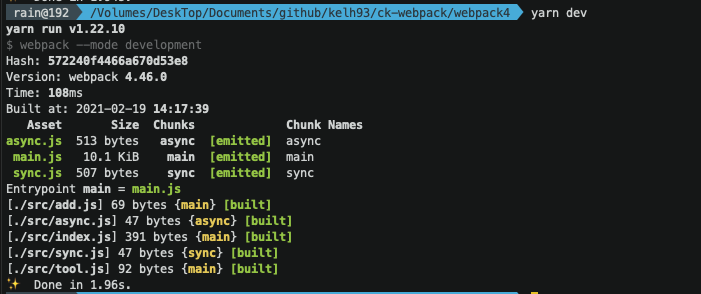 rain@192 /Volumes/DeskTop/Documents/github/kelh93/ck-webpack/webpack4 yarn dev
yarn run v1.22.10
$ webpack --mode development
Hash: 572240f4466a670d53e8
Version: webpack 4.46.0
Time: 108ms
Built at: 2021-02-19 14:17:39
Asset Size Chunks Chunk Names
async.js 513 bytes async [emitted] async
main.js 10.1 KiB main [emitted] main
sync.js 507 bytes sync [emitted] sync
Entrypoint main = main.js
[./src/add.js] 69 bytes {main} [built]
[./src/async.js] 47 bytes {async} [built]
[./src/index.js] 391 bytes {main} [built]
[./src/sync.js] 47 bytes {sync} [built]
[./src/tool.js] 92 bytes {main} [built]
✨ Done in 1.96s.